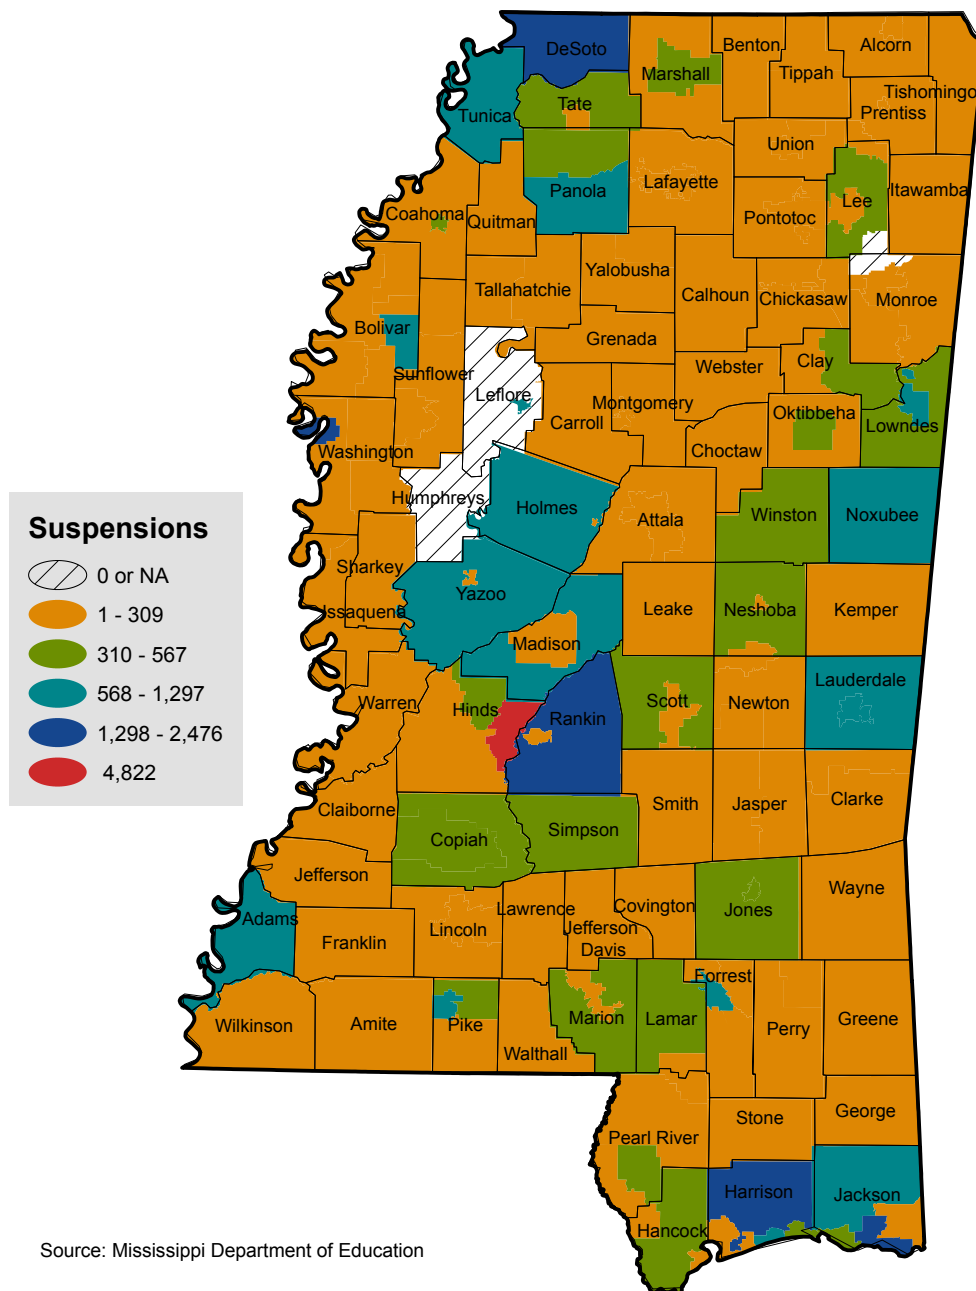 DeSoto
Benton
Alcorn
Marshall
Tippah
Tishomingo
Tate
Prentiss
Tunica
Union
Panola
Lafayette
Itawamba
Lee
Coahoma
Quitman
Pontotoc
Yalobusha
Tallahatchie
Calhoun
Chickasaw
Monroe
Bolivar
Grenada
Sunflower
Webster
Clay
Leflore
Montgomery
Carroll
Oktibbeha
Lowndes
Washington
Choctaw
Humphreys
Holmes
Attala
Winston
Noxubee
Suspensions
0 or NA
1 - 309
310 - 567
568 - 1,297
1,298 - 2,476
4,822
Sharkey
Yazoo
Issaquena
Leake
Neshoba
Kemper
Madison
Lauderdale
Warren
Hinds
Rankin
Scott
Newton
Claiborne
Smith
Jasper
Clarke
Copiah
Simpson
Jefferson
Wayne
Lawrence
Covington
Jones
Adams
Franklin
Lincoln
Jefferson
Davis
Forrest
Wilkinson
Amite
Pike
Marion
Lamar
Perry
Greene
Walthall
Stone
George
Pearl River
Harrison
Jackson
Hancock
Source: Mississippi Department of Education